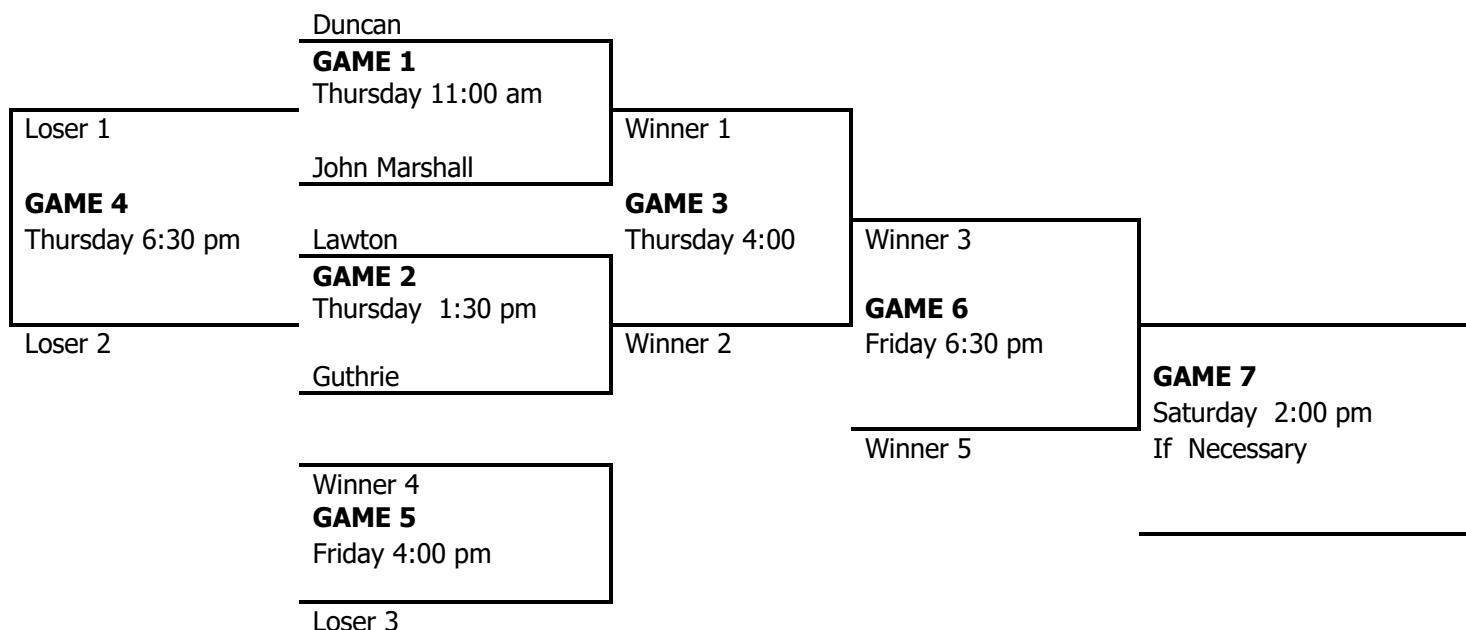 Duncan
GAME 1
Thursday 11:00 am
Loser 1
Winner 1
John Marshall
GAME 4
GAME 3
Thursday 6:30 pm
Lawton
Thursday 4:00
Winner 3
GAME 2
Thursday  1:30 pm
GAME 6
Loser 2
Winner 2
Friday 6:30 pm
Guthrie
GAME 7
Saturday  2:00 pm
Winner 5
If  Necessary
Winner 4
GAME 5
Friday 4:00 pm
Loser 3